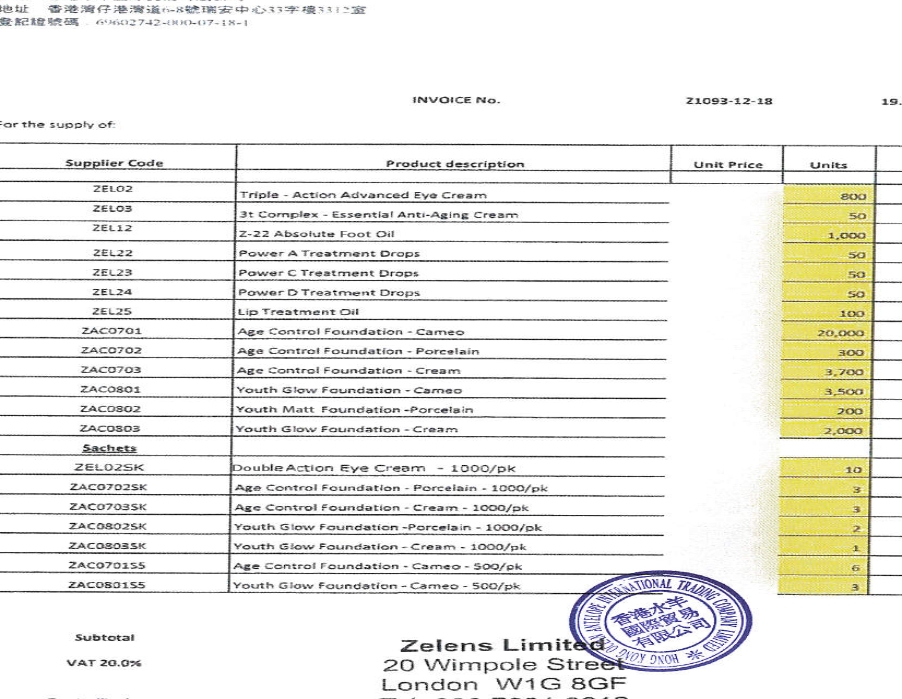 地址 香港灣仔港灣道6-8號瑞安中心33字樓3312室
登記證號碼 . 69602742-000-07-18-1
INVOICE No. Z1093-12-18 19.
For the supply of:
Supplier Code Product description Unit Price Units
ZEL02 Triple - Action Advanced Eye Cream 800
ZEL03 3t Complex - Essential Anti-Aging Cream 50
ZEL12 Z-22 Absolute Foot Oil 1,000
ZEL22 Power A Treatment Drops 50
ZEL23 Power C Treatment Drops 50
ZEL24 Power D Treatment Drops 50
ZEL25 Lip Treatment Oil 100
ZAC0701 Age Control Foundation - Cameo 20,000
ZAC0702 Age Control Foundation - Porcelain 300
ZAC0703 Age Control Foundation - Cream 3,700
ZAC0801 Youth Glow Foundation - Cameo 3,500
ZAC0802 Youth Matt Foundation -Porcelain 200
ZAC0803 Youth Glow Foundation - Cream 2,000
Sachets
ZEL02SK Double Action Eye Cream - 1000/pk 10
ZAC0702SK Age Control Foundation - Porcelain - 1000/pk 3
ZAC0703SK Age Control Foundation - Cream - 1000/pk 3
ZAC0802SK Youth Glow Foundation -Porcelain - 1000/pk 2
ZAC0803SK Youth Glow Foundation - Cream - 1000/pk 1
ZAC0701S5 Age Control Foundation - Cameo - 500/pk 6
ZAC0801S5 Youth Glow Foundation - Cameo - 500/pk 3
ANTELOPE INTERNATIONAL TRADING COMPANY LIMITED
HONG KONG
香港水羊
國際貿易
有限公司
Subtotal
VAT 20.0%
Zelens Limited
20 Wimpole Street
London W1G 8GF